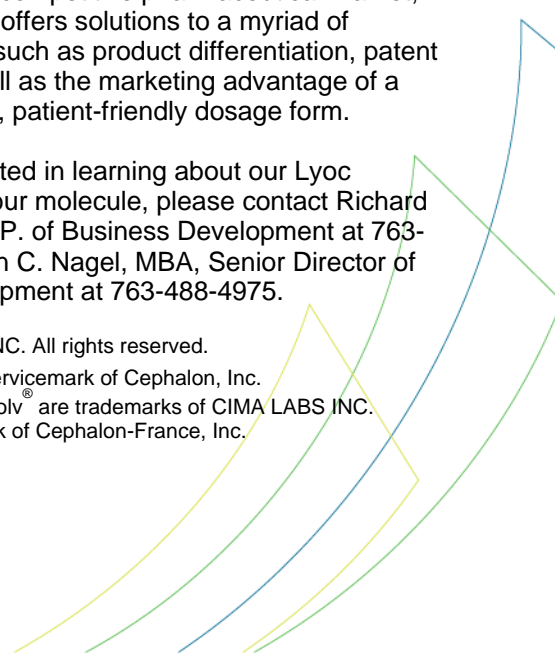 offers solutions to a myriad of
such as product differentiation, patent
ll as the marketing advantage of a
, patient-friendly dosage form.
ted in learning about our Lyoc
our molecule, please contact Richard
P. of Business Development at 763-
n C. Nagel, MBA, Senior Director of
pment at 763-488-4975.
NC. All rights reserved.
ervicemark of Cephalon, Inc.
olv® are trademarks of CIMA LABS INC.
k of Cephalon-France, Inc.